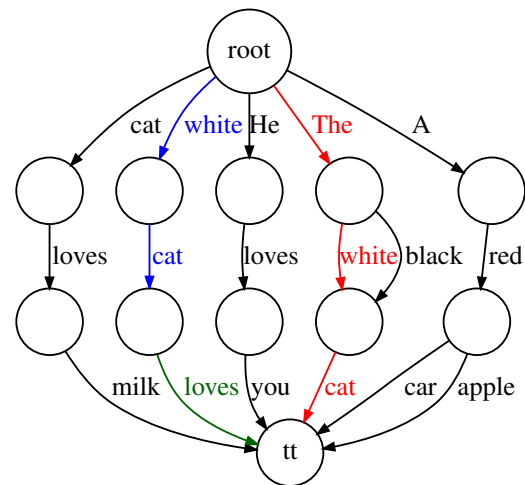 root
cat white He The A
loves cat loves white black red
milk loves you cat car apple
tt